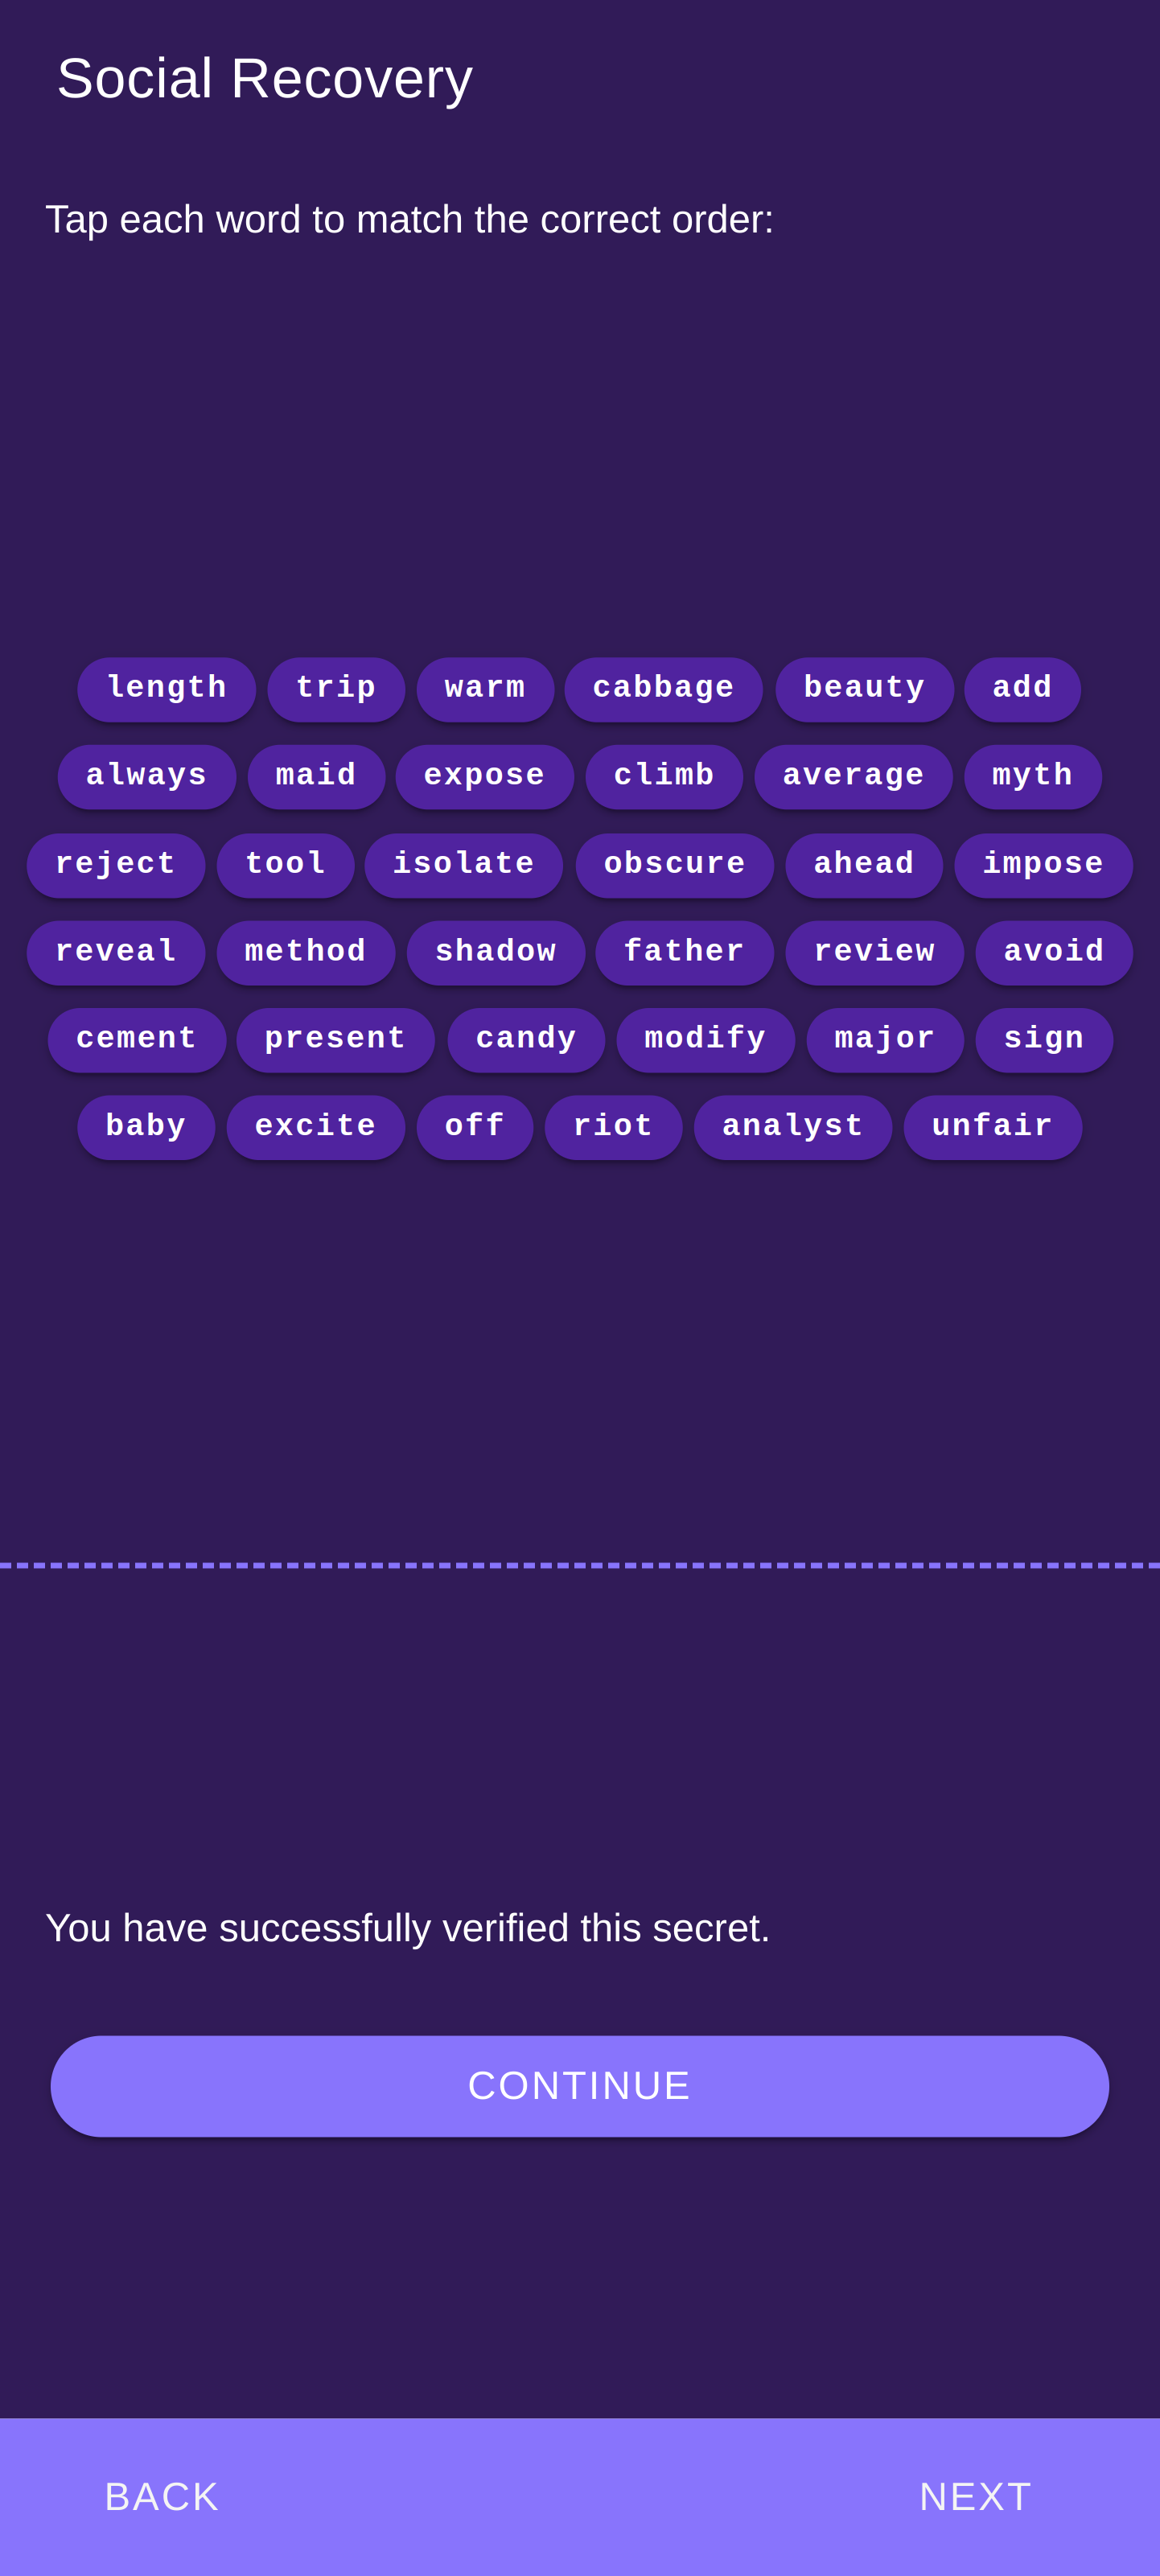 Social Recovery
Tap each word to match the correct order:
length trip warm cabbage beauty add
always maid expose climb average myth
reject tool isolate obscure ahead impose
reveal method shadow father review avoid
cement present candy modify major sign
baby excite off riot analyst unfair
You have successfully verified this secret.
CONTINUE
BACK NEXT